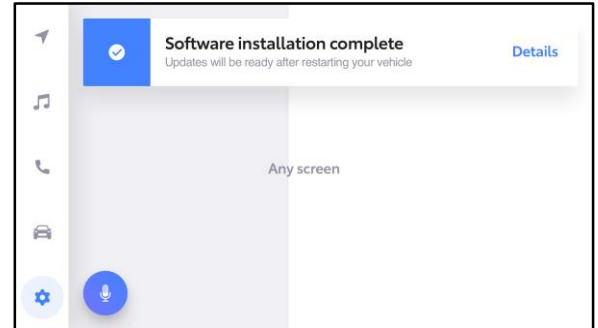 Software installation complete
Updates will be ready after restarting your vehicle
Details
Any screen